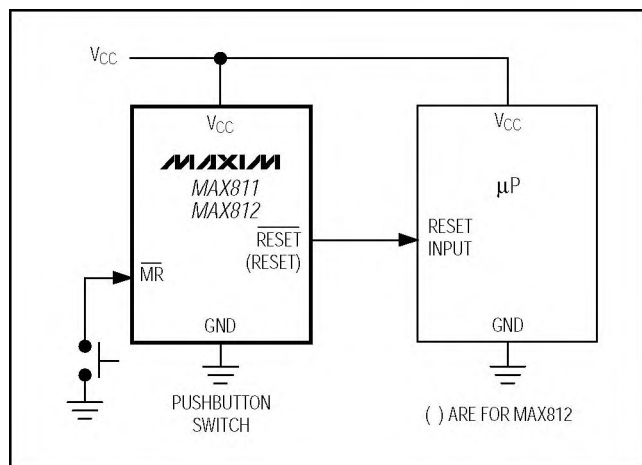 VCC
VCC
MAXIM
MAX811
MAX812
RESET
(RESET)
MR
GND
PUSHBUTTON
SWITCH
VCC
μP
RESET
INPUT
GND
( ) ARE FOR MAX812